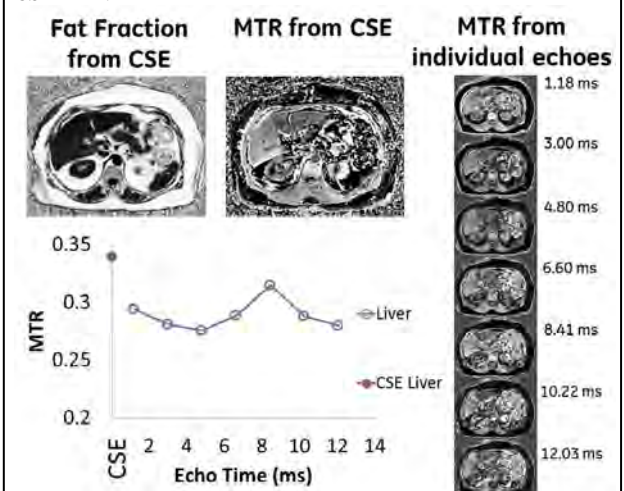 Fat Fraction
from CSE
MTR from CSE
MTR from
individual echoes
1.18 ms
3.00 ms
4.80 ms
6.60 ms
8.41 ms
10.22 ms
12.03 ms
0.35
0.3
0.25
0.2
MTR
Liver
CSE Liver
CSE 2 4 6 8 10 12 14
Echo Time (ms)